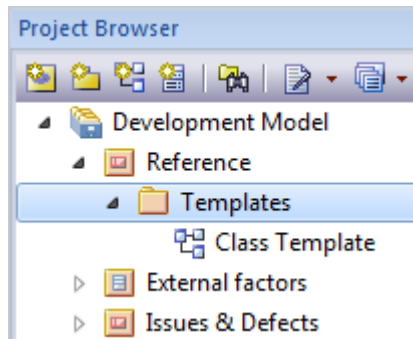 Project Browser
Development Model
Reference
Templates
Class Template
External factors
Issues & Defects